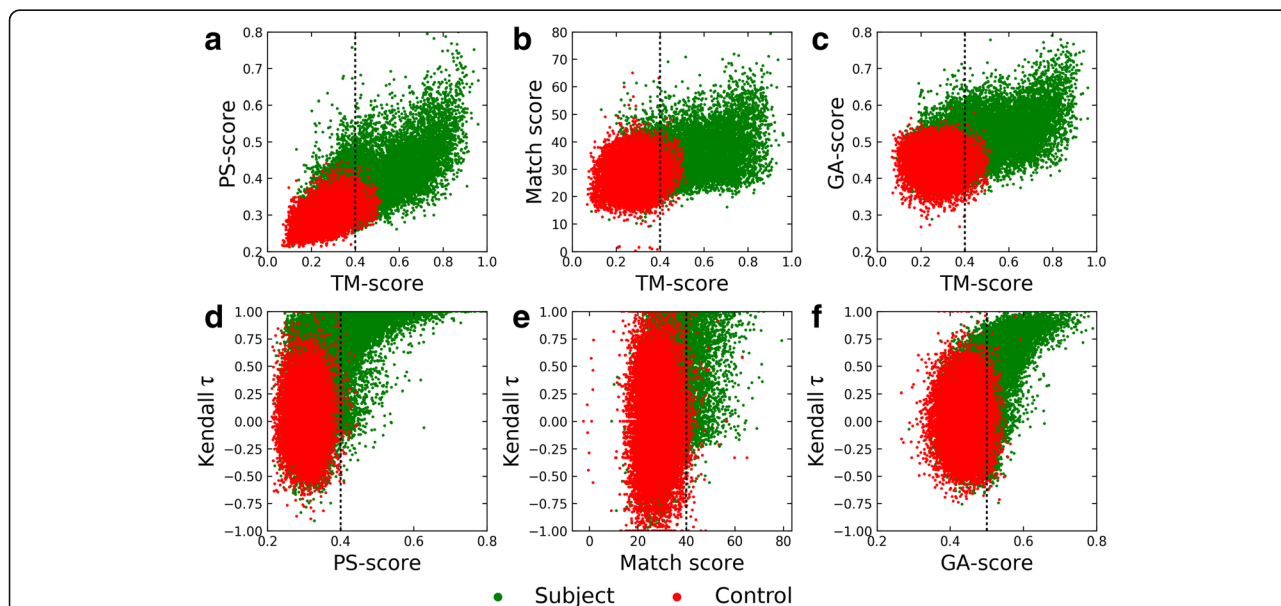 a
0.8
0.7
0.6
0.5
0.4
0.3
0.2
PS-score
0.0 0.2 0.4 0.6 0.8 1.0
TM-score
b
80
70
60
50
40
30
20
10
0
Match score
0.0 0.2 0.4 0.6 0.8 1.0
TM-score
c
0.8
0.7
0.6
0.5
0.4
0.3
0.2
GA-score
0.0 0.2 0.4 0.6 0.8 1.0
TM-score
d
1.00
0.75
0.50
0.25
0.00
−0.25
−0.50
−0.75
−1.00
Kendall τ
0.2 0.4 0.6 0.8
PS-score
e
1.00
0.75
0.50
0.25
0.00
−0.25
−0.50
−0.75
−1.00
Kendall τ
0 20 40 60 80
Match score
f
1.00
0.75
0.50
0.25
0.00
−0.25
−0.50
−0.75
−1.00
Kendall τ
0.2 0.4 0.6 0.8
GA-score
Subject Control